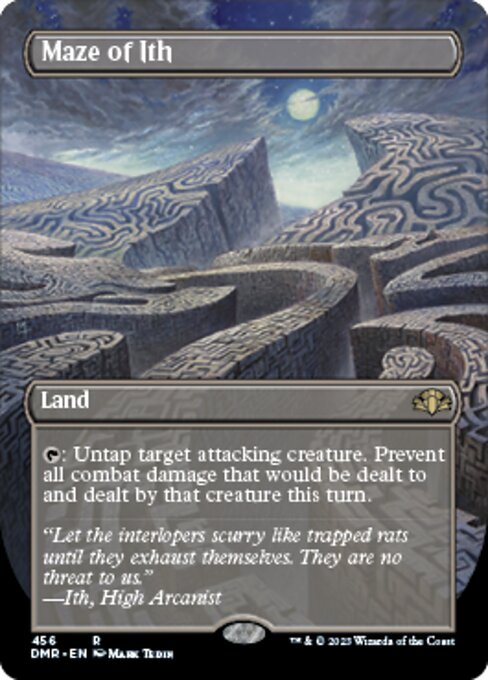 Maze of Ith
Land
: Untap target attacking creature. Prevent
all combat damage that would be dealt to
and dealt by that creature this turn.
“Let the interlopers scurry like trapped rats
until they exhaust themselves. They are no
threat to us.”
—Ith, High Arcanist
456 R
DMR • EN Mark Tedin
™ & © 2023 Wizards of the Coast